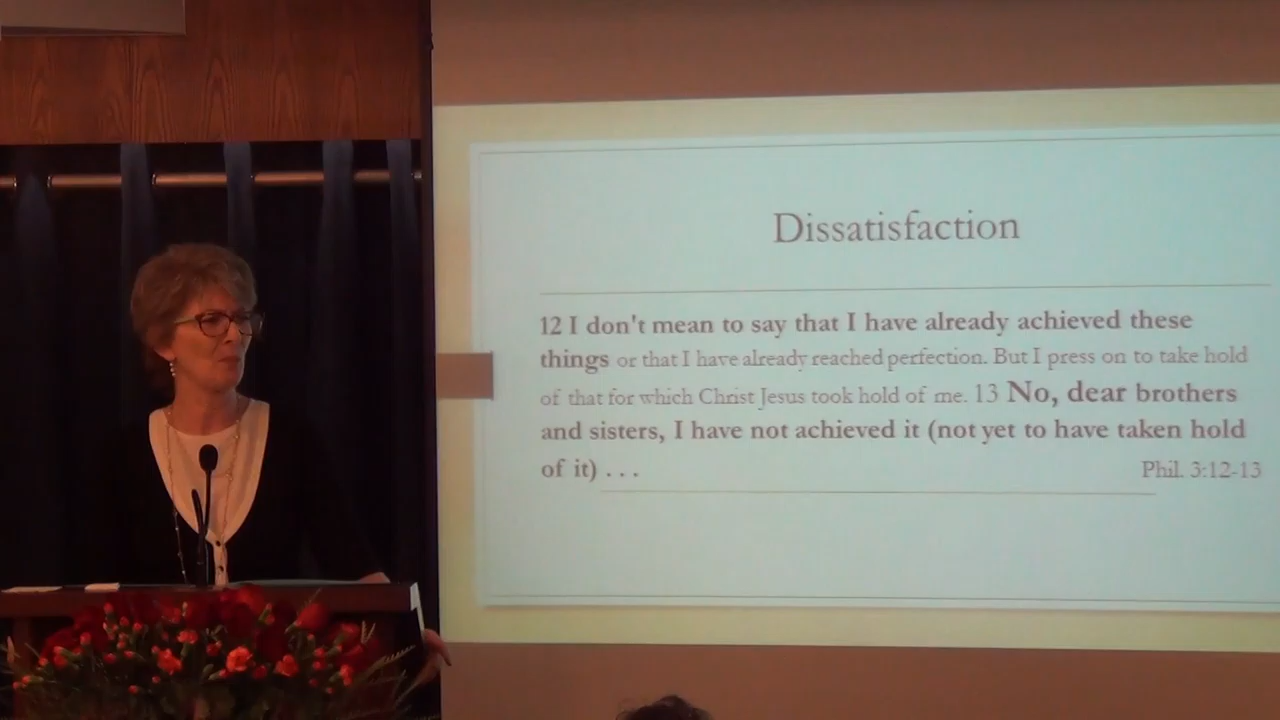 Dissatisfaction
12 I don't mean to say that I have already achieved these
things or that I have already reached perfection. But I press on to take hold
of that for which Christ Jesus took hold of me. 13 No, dear brothers
and sisters, I have not achieved it (not yet to have taken hold
of it) . . . Phil. 3:12-13